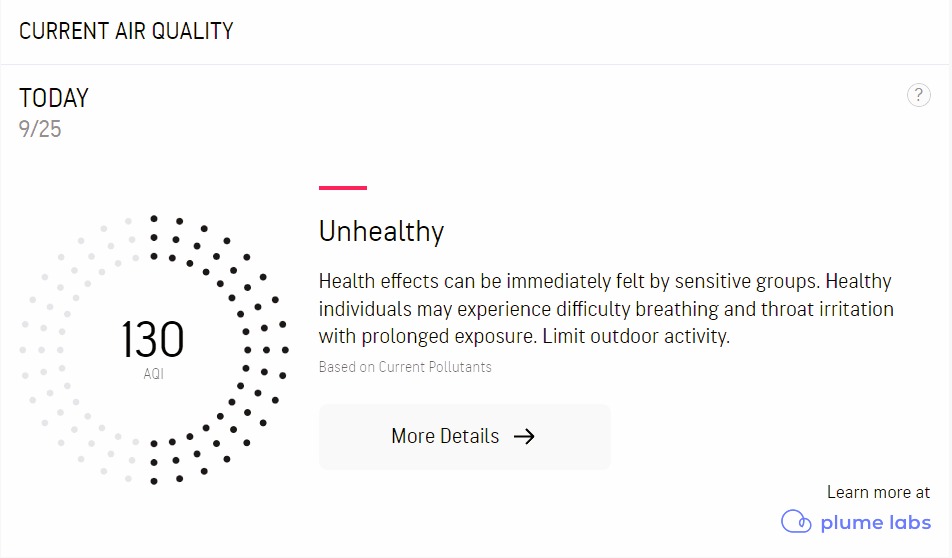 CURRENT AIR QUALITY
TODAY
?
9/25
Unhealthy
Health effects can be immediately felt by sensitive groups. Healthy
individuals may experience difficulty breathing and throat irritation
with prolonged exposure. Limit outdoor activity.
Based on Current Pollutants
130
AQI
More Details →
Learn more at
plume labs